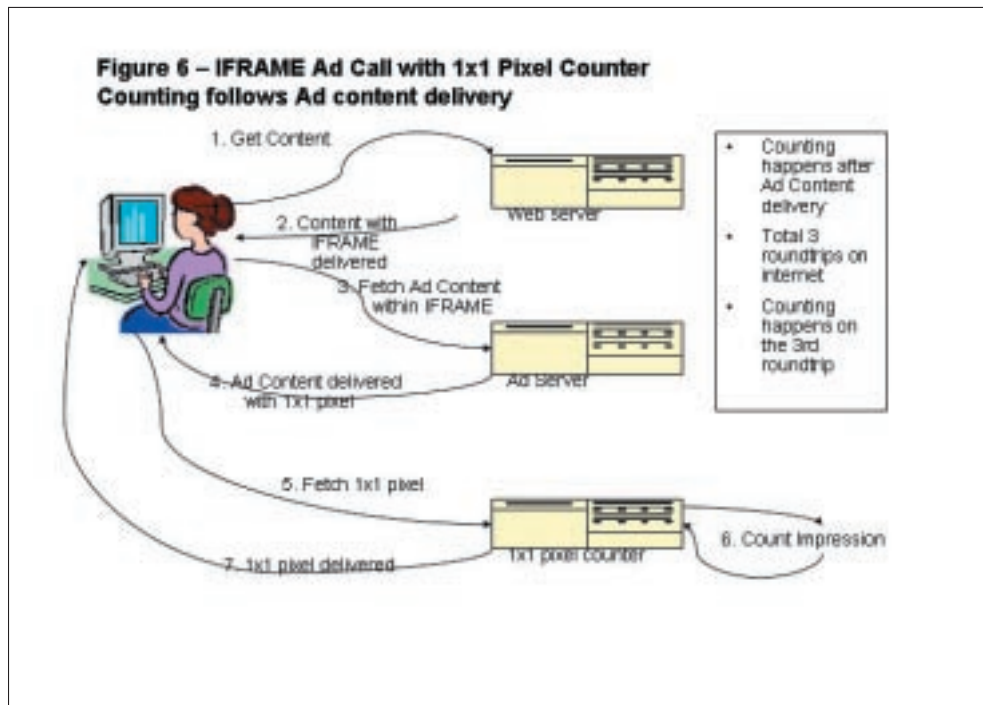 Figure 6 – IFRAME Ad Call with 1x1 Pixel Counter
Counting follows Ad content delivery
1. Get Content
Web server
2. Content with
IFRAME
delivered
3. Fetch Ad Content
within IFRAME
Ad Server
4. Ad Content delivered
with 1x1 pixel
5. Fetch 1x1 pixel
1x1 pixel counter
6. Count Impression
7. 1x1 pixel delivered
• Counting
happens after
Ad Content
delivery
• Total 3
roundtrips on
internet
• Counting
happens on
the 3rd
roundtrip